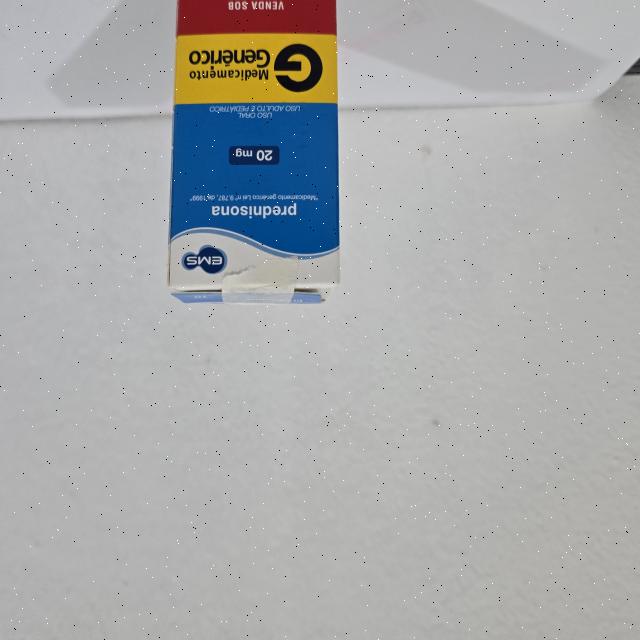 EMS
prednisona
"Medicamento genérico Lei nº 9.787, de 1999"
20 mg
USO ORAL
USO ADULTO E PEDIÁTRICO
G Medicamento
Genérico
VENDA SOB